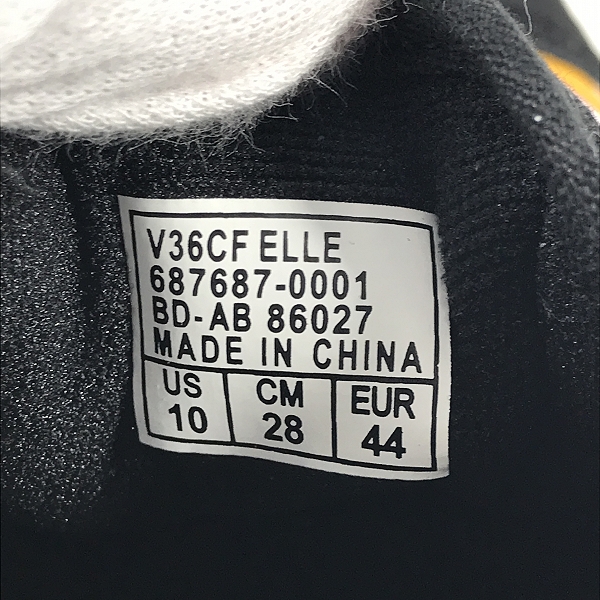 V36CF ELLE
687687-0001
BD-AB 86027
MADE IN CHINA
US CM EUR
10 28 44